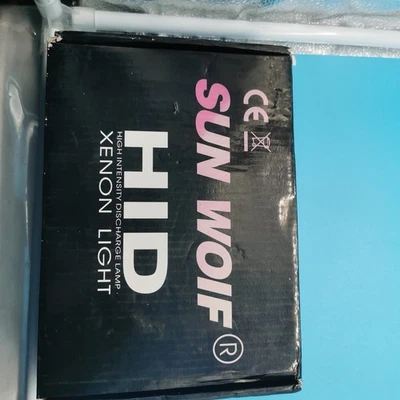 CE
SUN WOIF®
HID
HIGH INTENSITY DISCHARGE LAMP
XENON LIGHT